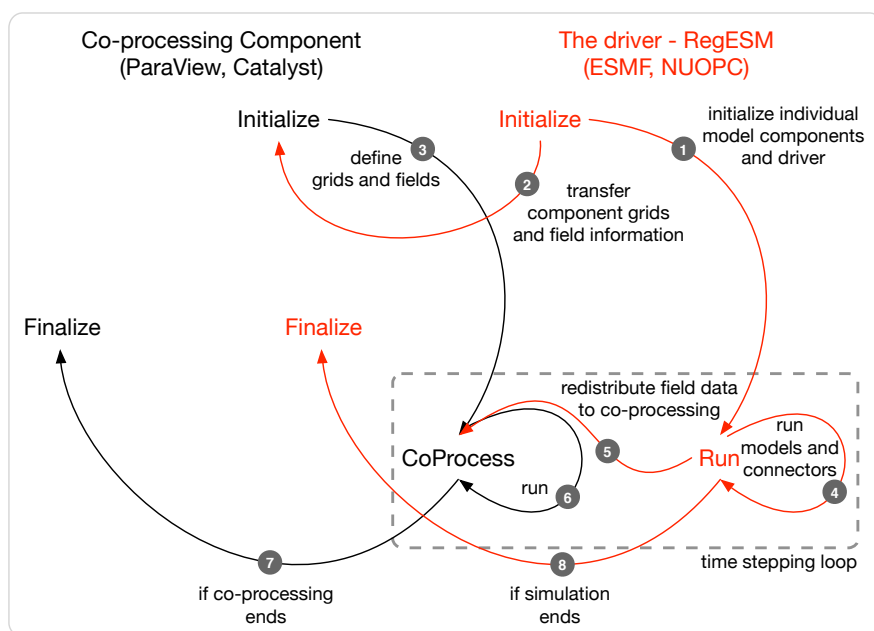 Co-processing Component
(ParaView, Catalyst)
The driver - RegESM
(ESMF, NUOPC)
Initialize
Initialize
initialize individual
model components
and driver
1
3
define
grids and fields
2
transfer
component grids
and field information
Finalize
Finalize
redistribute field data
to co-processing
run
models and
connectors
CoProcess
5
Run
run
6
4
7
8
time stepping loop
if co-processing
ends
if simulation
ends